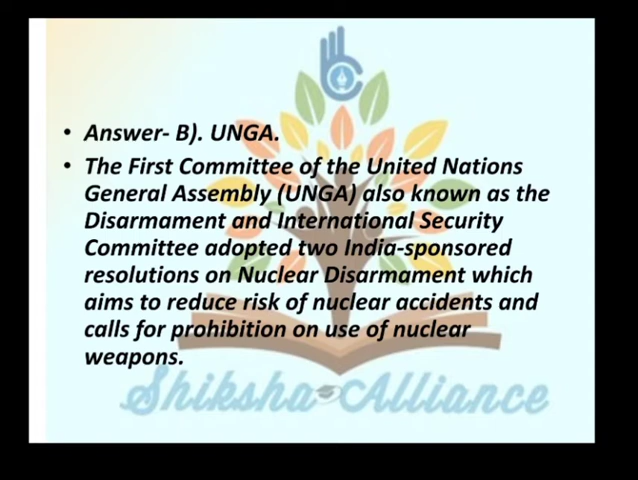 • Answer- B). UNGA.
• The First Committee of the United Nations
General Assembly (UNGA) also known as the
Disarmament and International Security
Committee adopted two India-sponsored
resolutions on Nuclear Disarmament which
aims to reduce risk of nuclear accidents and
calls for prohibition on use of nuclear
weapons.
Shiksha Alliance